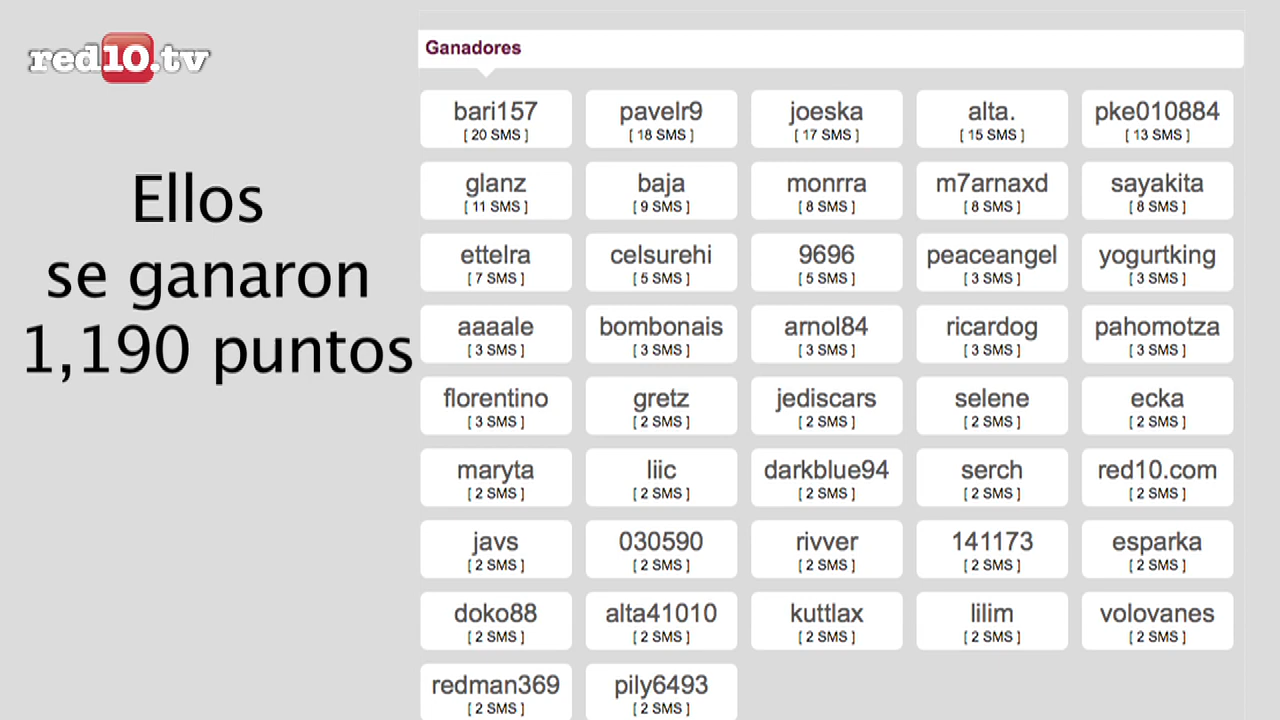 red10.tv
Ellos
se ganaron
1,190 puntos
Ganadores
bari157 pavelr9 joeska alta. pke010884
[ 20 SMS ] [ 18 SMS ] [ 17 SMS ] [ 15 SMS ] [ 13 SMS ]
glanz baja monrra m7arnaxd sayakita
[ 11 SMS ] [ 9 SMS ] [ 8 SMS ] [ 8 SMS ] [ 8 SMS ]
ettelra celsurehi 9696 peaceangel yogurtking
[ 7 SMS ] [ 5 SMS ] [ 5 SMS ] [ 3 SMS ] [ 3 SMS ]
aaaale bombonais arnol84 ricardog pahomotza
[ 3 SMS ] [ 3 SMS ] [ 3 SMS ] [ 3 SMS ] [ 3 SMS ]
florentino gretz jediscars selene ecka
[ 3 SMS ] [ 2 SMS ] [ 2 SMS ] [ 2 SMS ] [ 2 SMS ]
maryta liic darkblue94 serch red10.com
[ 2 SMS ] [ 2 SMS ] [ 2 SMS ] [ 2 SMS ] [ 2 SMS ]
javs 030590 rivver 141173 esparka
[ 2 SMS ] [ 2 SMS ] [ 2 SMS ] [ 2 SMS ] [ 2 SMS ]
doko88 alta41010 kuttlax lilim volovanes
[ 2 SMS ] [ 2 SMS ] [ 2 SMS ] [ 2 SMS ] [ 2 SMS ]
redman369 pily6493
[ 2 SMS ] [ 2 SMS ]